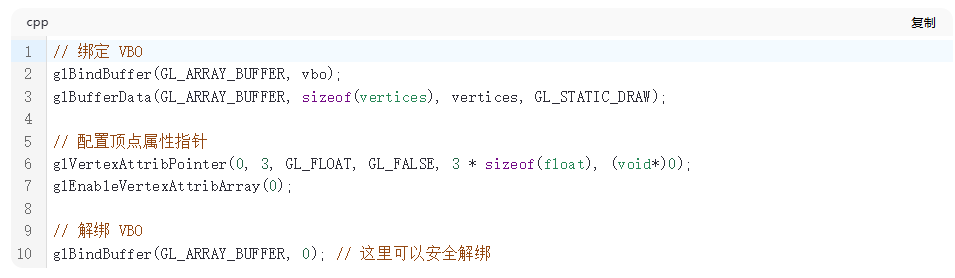 cpp 复制
1 // 绑定 VBO
2 glBindBuffer(GL_ARRAY_BUFFER, vbo);
3 glBufferData(GL_ARRAY_BUFFER, sizeof(vertices), vertices, GL_STATIC_DRAW);
4
5 // 配置顶点属性指针
6 glVertexAttribPointer(0, 3, GL_FLOAT, GL_FALSE, 3 * sizeof(float), (void*)0);
7 glEnableVertexAttribArray(0);
8
9 // 解绑 VBO
10 glBindBuffer(GL_ARRAY_BUFFER, 0); // 这里可以安全解绑